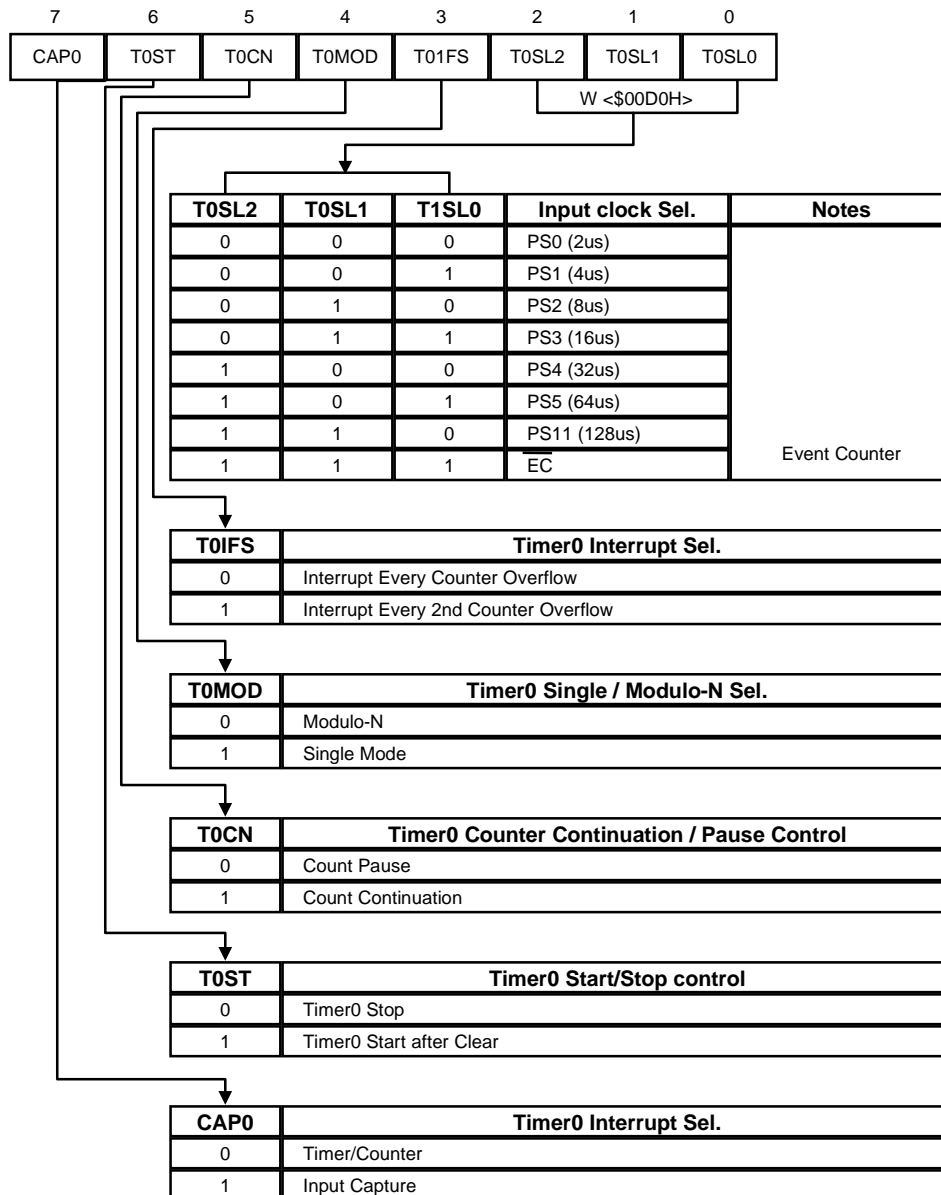 7 6 5 4 3 2 1 0
CAP0 T0ST T0CN T0MOD T01FS T0SL2 T0SL1 T0SL0
W <$00D0H>
T0SL2 T0SL1 T1SL0 Input clock Sel. Notes
0 0 0 PS0 (2us)
0 0 1 PS1 (4us)
0 1 0 PS2 (8us)
0 1 1 PS3 (16us)
1 0 0 PS4 (32us)
1 0 1 PS5 (64us)
1 1 0 PS11 (128us)
1 1 1 EC Event Counter
T0IFS Timer0 Interrupt Sel.
0 Interrupt Every Counter Overflow
1 Interrupt Every 2nd Counter Overflow
T0MOD Timer0 Single / Modulo-N Sel.
0 Modulo-N
1 Single Mode
T0CN Timer0 Counter Continuation / Pause Control
0 Count Pause
1 Count Continuation
T0ST Timer0 Start/Stop control
0 Timer0 Stop
1 Timer0 Start after Clear
CAP0 Timer0 Interrupt Sel.
0 Timer/Counter
1 Input Capture